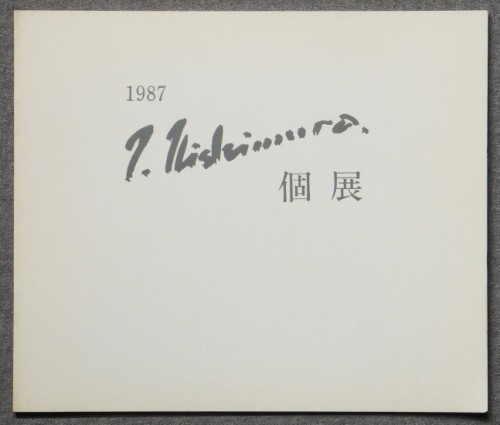 1987
T. Nishimura.
個展